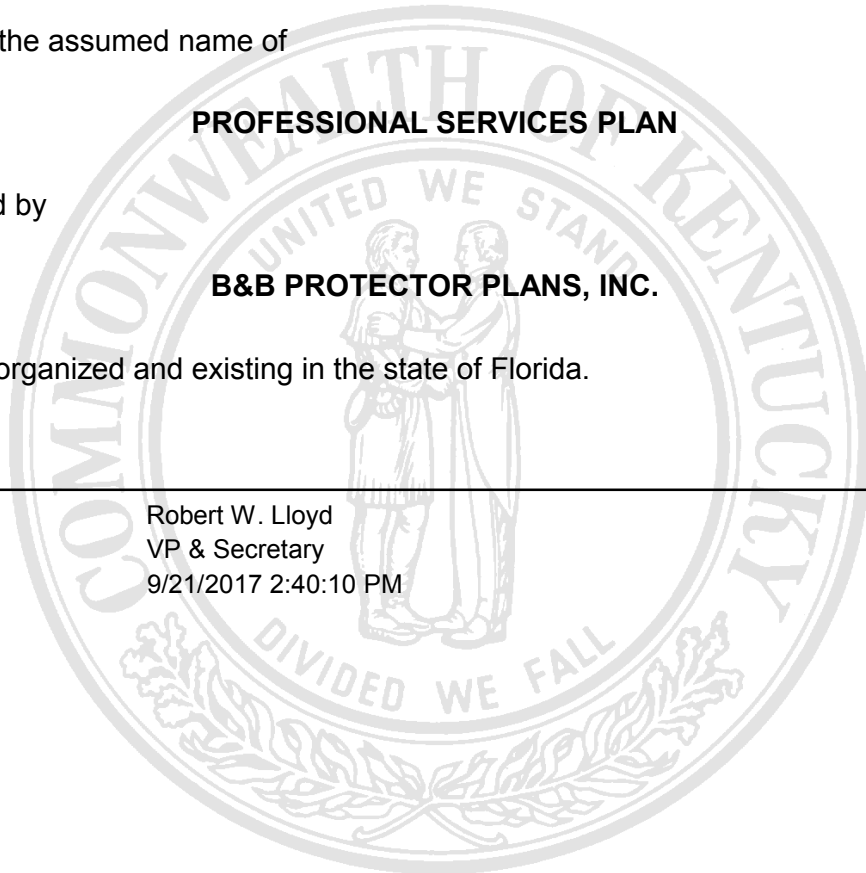 the assumed name of
PROFESSIONAL SERVICES PLAN
d by
B&B PROTECTOR PLANS, INC.
organized and existing in the state of Florida.
Robert W. Lloyd
VP & Secretary
9/21/2017 2:40:10 PM
COMMONWEALTH OF KENTUCKY
UNITED WE STAND
DIVIDED WE FALL